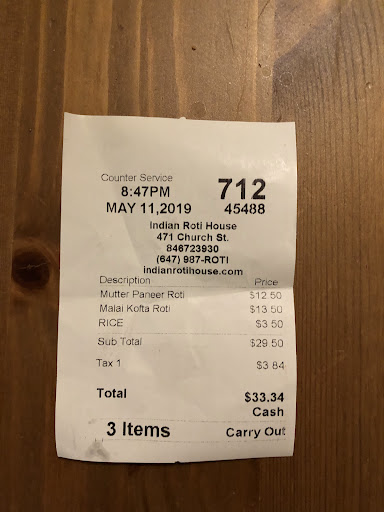 Counter Service
8:47PM 712
MAY 11,2019 45488
Indian Roti House
471 Church St.
846723930
(647) 987-ROTI
indianrotihouse.com
Description Price
Mutter Paneer Roti $12.50
Malai Kofta Roti $13.50
RICE $3.50
Sub Total $29.50
Tax 1 $3.84
Total $33.34
Cash
3 Items Carry Out